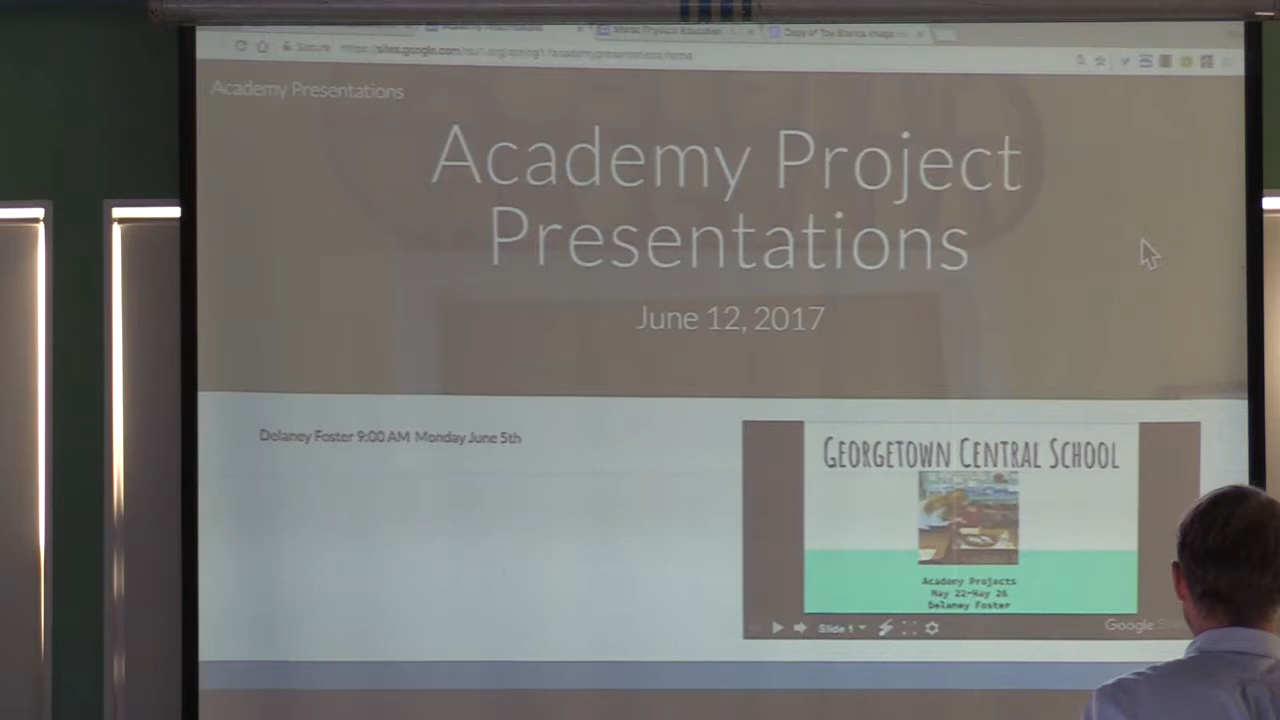 Secure
Academy Presentations
Academy Project
Presentations
June 12, 2017
Delaney Foster 9:00 AM Monday June 5th
GEORGETOWN CENTRAL SCHOOL
Academy Projects
May 22-May 26
Delaney Foster
Slide 1
Google